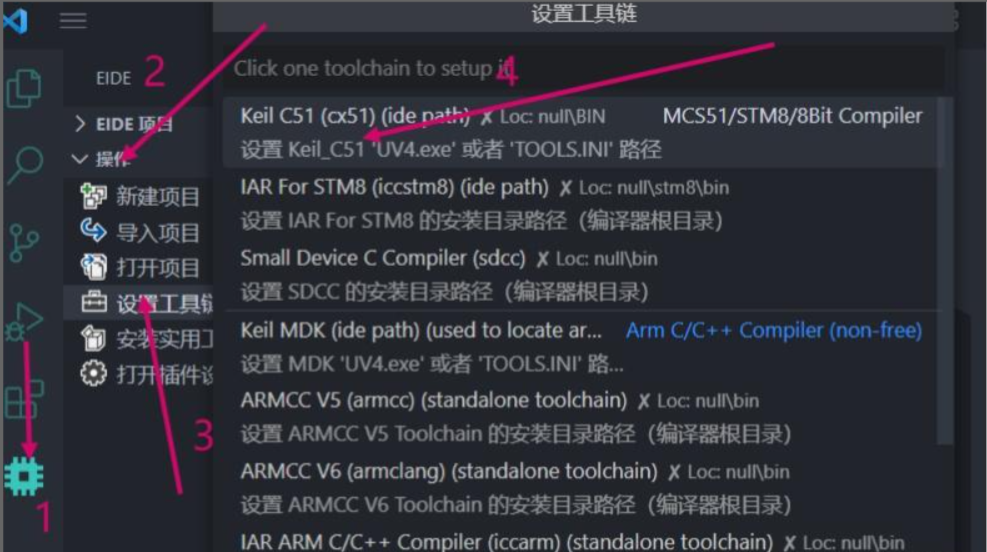 设置工具链
EIDE
2
Click one toolchain to setup it
4
EIDE 项目
操作
新建项目
导入项目
打开项目
设置工具链
安装实用工
打开插件设
Keil C51 (cx51) (ide path) ✗ Loc: null\BIN MCS51/STM8/8Bit Compiler
设置 Keil_C51 'UV4.exe' 或者 'TOOLS.INI' 路径
IAR For STM8 (iccstm8) (ide path) ✗ Loc: null\stm8\bin
设置 IAR For STM8 的安装目录路径（编译器根目录）
Small Device C Compiler (sdcc) ✗ Loc: null\bin
设置 SDCC 的安装目录路径（编译器根目录）
Keil MDK (ide path) (used to locate ar... Arm C/C++ Compiler (non-free)
设置 MDK 'UV4.exe' 或者 'TOOLS.INI' 路...
ARMCC V5 (armcc) (standalone toolchain) ✗ Loc: null\bin
设置 ARMCC V5 Toolchain 的安装目录路径（编译器根目录）
ARMCC V6 (armclang) (standalone toolchain) ✗ Loc: null\bin
设置 ARMCC V6 Toolchain 的安装目录路径（编译器根目录）
IAR ARM C/C++ Compiler (iccarm) (standalone toolchain) ✗ Loc: null\bin
3
1